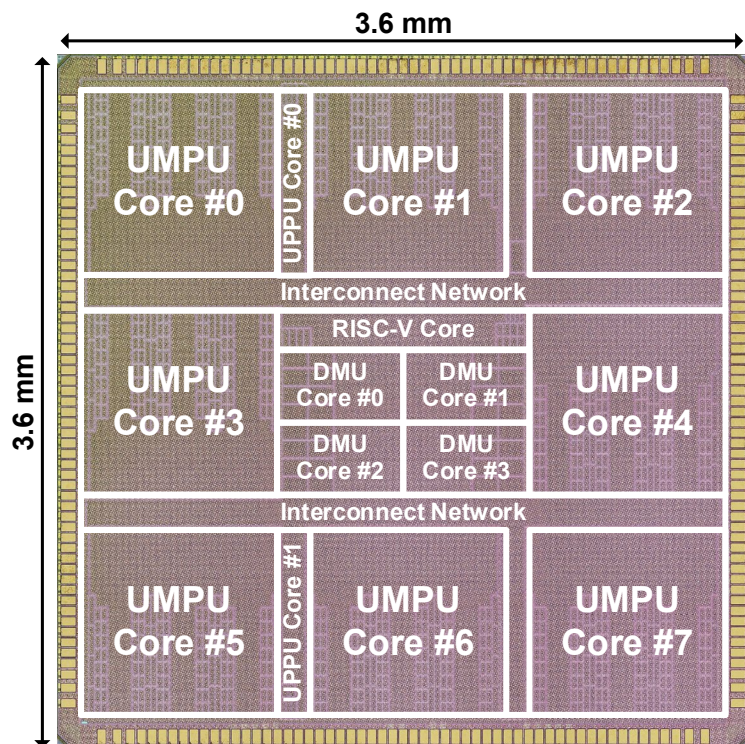 3.6 mm
3.6 mm
UMPU
Core #0
UPPU Core #0
UMPU
Core #1
UMPU
Core #2
Interconnect Network
UMPU
Core #3
RISC-V Core
DMU
Core #0
DMU
Core #1
DMU
Core #2
DMU
Core #3
UMPU
Core #4
Interconnect Network
UMPU
Core #5
UPPU Core #1
UMPU
Core #6
UMPU
Core #7